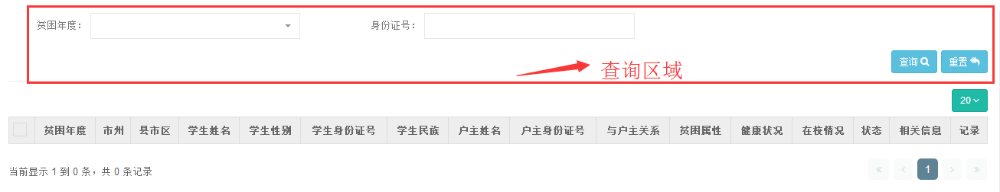 贫困年度： 身份证号：
查询 重置
查询区域
20
贫困年度 市州 县市区 学生姓名 学生性别 学生身份证号 学生民族 户主姓名 户主身份证号 与户主关系 贫困属性 健康状况 在校情况 状态 相关信息 记录
当前显示 1 到 0 条，共 0 条记录 « ‹ 1 › »